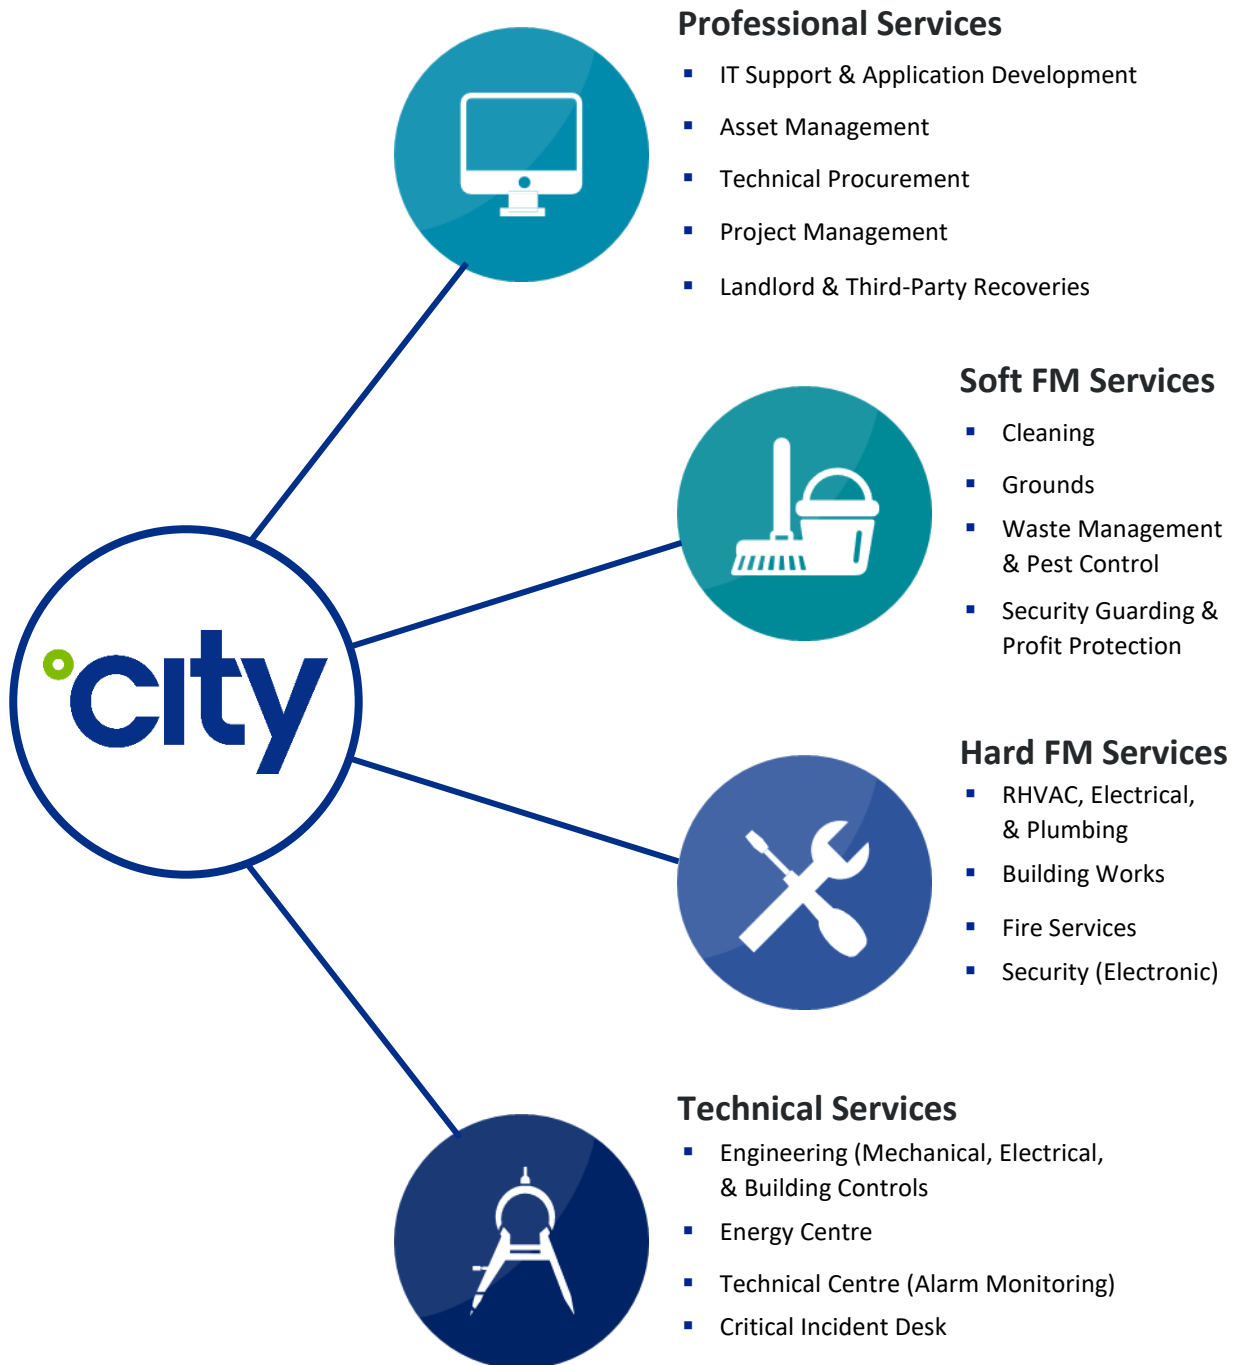 Professional Services
▪ IT Support & Application Development
▪ Asset Management
▪ Technical Procurement
▪ Project Management
▪ Landlord & Third-Party Recoveries
Soft FM Services
▪ Cleaning
▪ Grounds
▪ Waste Management
& Pest Control
▪ Security Guarding &
Profit Protection
city
Hard FM Services
▪ RHVAC, Electrical,
& Plumbing
▪ Building Works
▪ Fire Services
▪ Security (Electronic)
Technical Services
▪ Engineering (Mechanical, Electrical,
& Building Controls
▪ Energy Centre
▪ Technical Centre (Alarm Monitoring)
▪ Critical Incident Desk